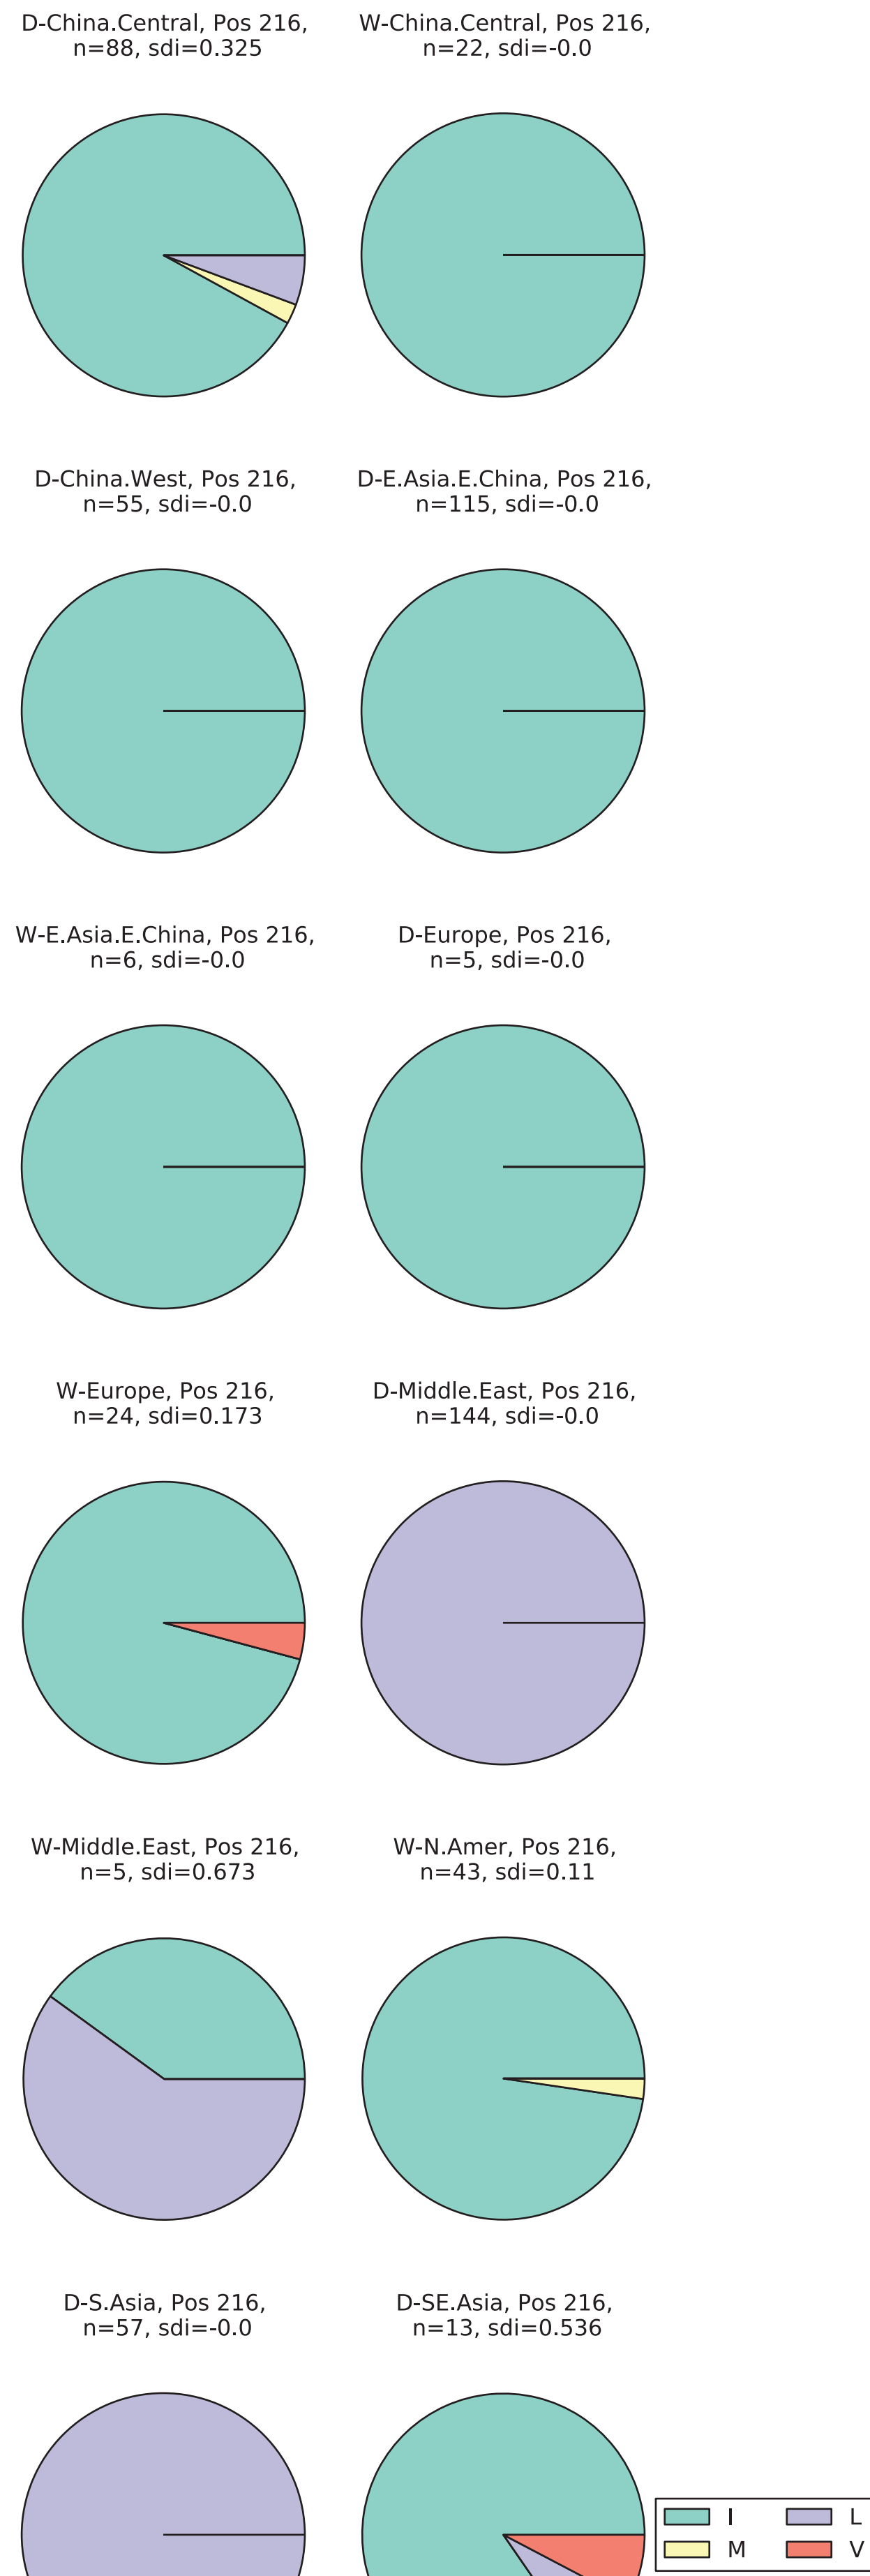 D-China.Central, Pos 216,
n=88, sdi=0.325
W-China.Central, Pos 216,
n=22, sdi=-0.0
D-China.West, Pos 216,
n=55, sdi=-0.0
D-E.Asia.E.China, Pos 216,
n=115, sdi=-0.0
W-E.Asia.E.China, Pos 216,
n=6, sdi=-0.0
D-Europe, Pos 216,
n=5, sdi=-0.0
W-Europe, Pos 216,
n=24, sdi=0.173
D-Middle.East, Pos 216,
n=144, sdi=-0.0
W-Middle.East, Pos 216,
n=5, sdi=0.673
W-N.Amer, Pos 216,
n=43, sdi=0.11
D-S.Asia, Pos 216,
n=57, sdi=-0.0
D-SE.Asia, Pos 216,
n=13, sdi=0.536
I L
M V